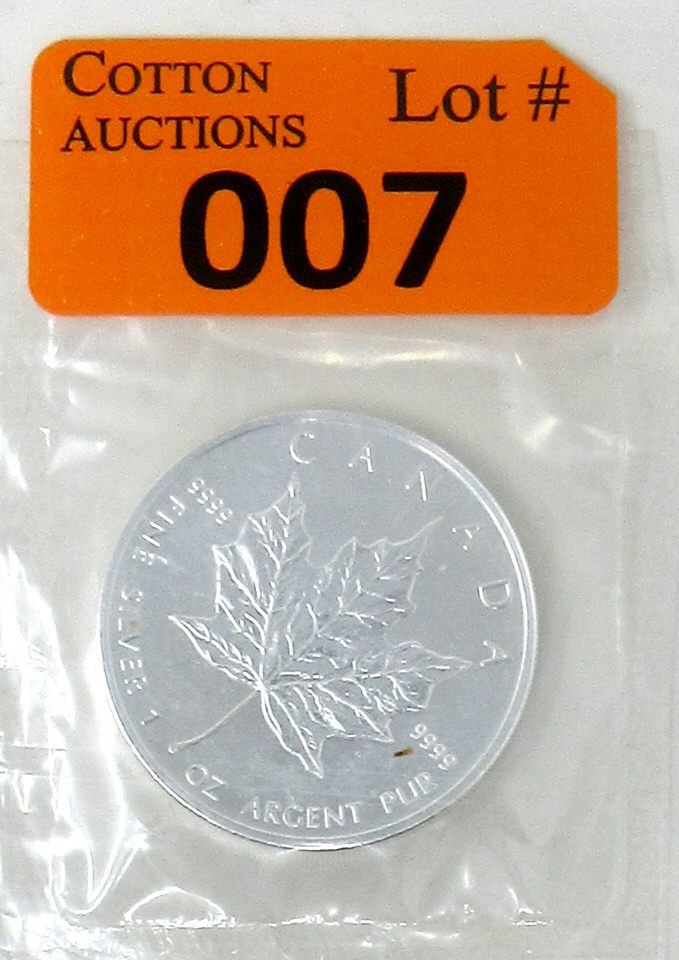 COTTON
AUCTIONS
Lot #
007
CANADA
9999
FINE SILVER 1 OZ ARGENT PUR
9999